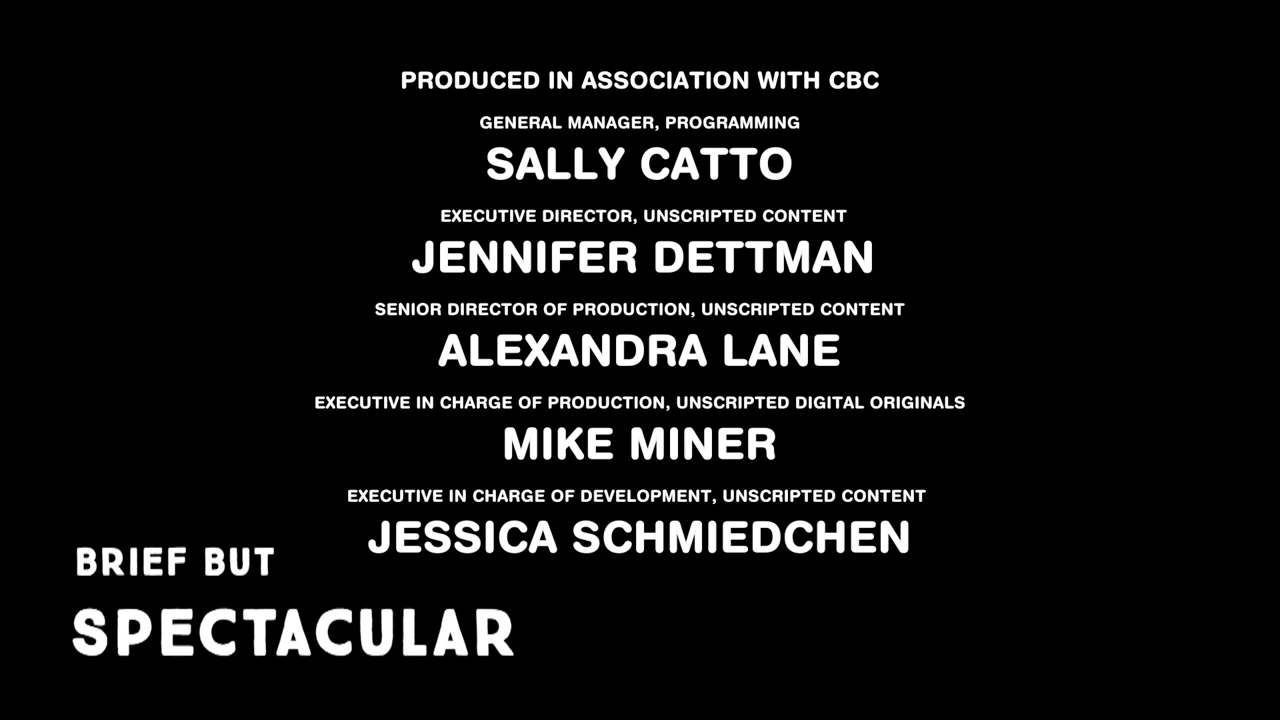 PRODUCED IN ASSOCIATION WITH CBC
GENERAL MANAGER, PROGRAMMING
SALLY CATTO
EXECUTIVE DIRECTOR, UNSCRIPTED CONTENT
JENNIFER DETTMAN
SENIOR DIRECTOR OF PRODUCTION, UNSCRIPTED CONTENT
ALEXANDRA LANE
EXECUTIVE IN CHARGE OF PRODUCTION, UNSCRIPTED DIGITAL ORIGINALS
MIKE MINER
EXECUTIVE IN CHARGE OF DEVELOPMENT, UNSCRIPTED CONTENT
JESSICA SCHMIEDCHEN
BRIEF BUT
SPECTACULAR